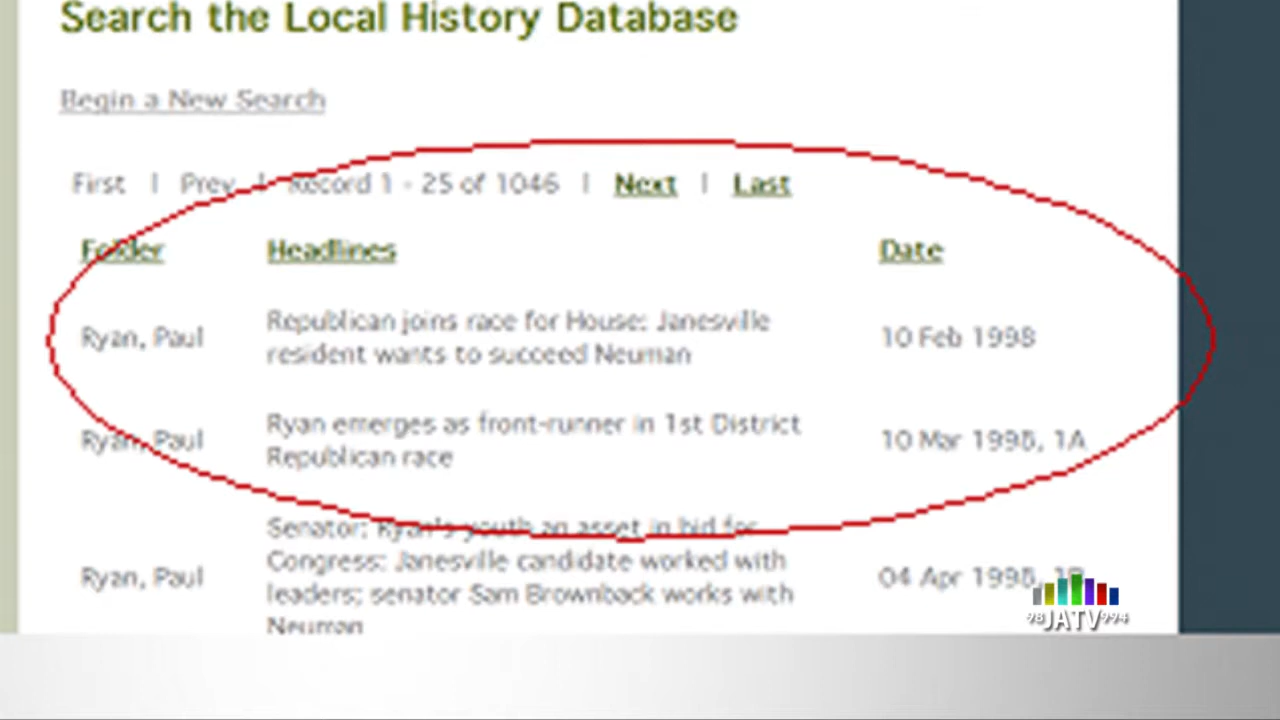 Search the Local History Database
Begin a New Search
First | Prev | Record 1 - 25 of 1046 | Next | Last
Folder Headlines Date
Ryan, Paul Republican joins race for House: Janesville 10 Feb 1998
resident wants to succeed Neuman
Ryan, Paul Ryan emerges as front-runner in 1st District 10 Mar 1998, 1A
Republican race
Senator: Ryan's youth an asset in bid for
Congress: Janesville candidate worked with
Ryan, Paul leaders; senator Sam Brownback works with 04 Apr 1998,
Neuman
98 JATV 994